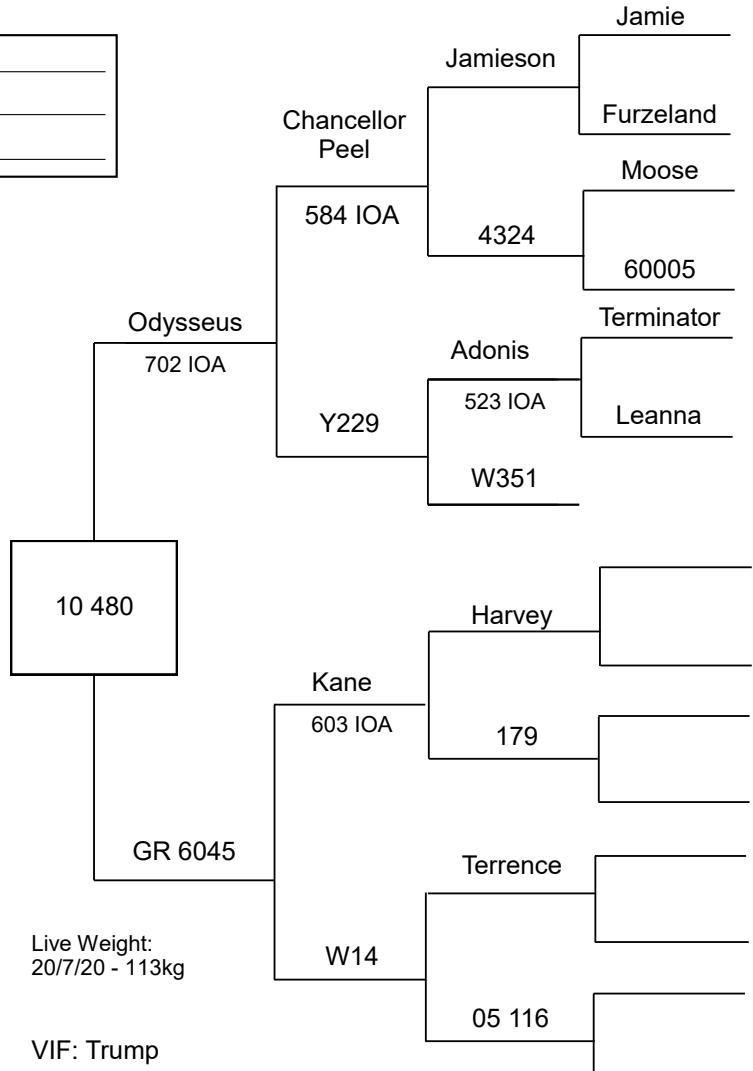 Jamie
Jamieson
Furzeland
Chancellor
Peel
Moose
584 IOA
4324
60005
Odysseus
Terminator
702 IOA
Adonis
523 IOA
Y229
Leanna
W351
10 480
Harvey
Kane
603 IOA
179
GR 6045
Terrence
W14
05 116
Live Weight:
20/7/20 - 113kg
VIF: Trump